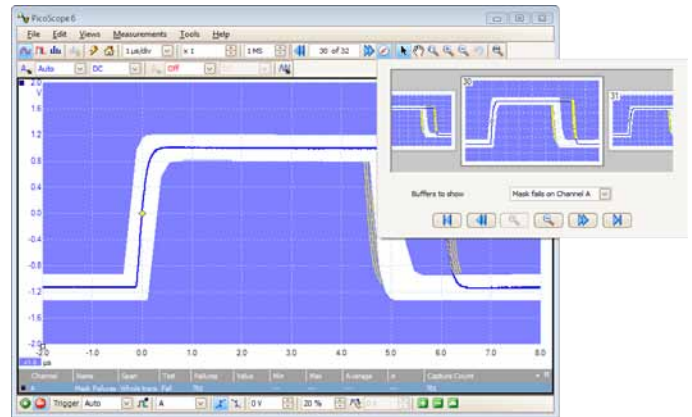 PicoScope 6
File Edit Views Measurements Tools Help
1 µs/div x 1 1 MS 30 of 32
A Auto DC Off
30
31
Buffers to show Mask fails on Channel A
2.0
V
1.6
1.2
0.8
0.4
0.0
-0.4
-0.8
-1.2
-1.6
-2.0
-2.0 -1.0 0.0 1.0 2.0 3.0 4.0 5.0 6.0 7.0 8.0
x1.0 µs
Channel Name Span Test Failures Value Min Max Average σ Capture Count
A Mask Failures Whole trace Fail
Trigger Auto A 0 V 20 %